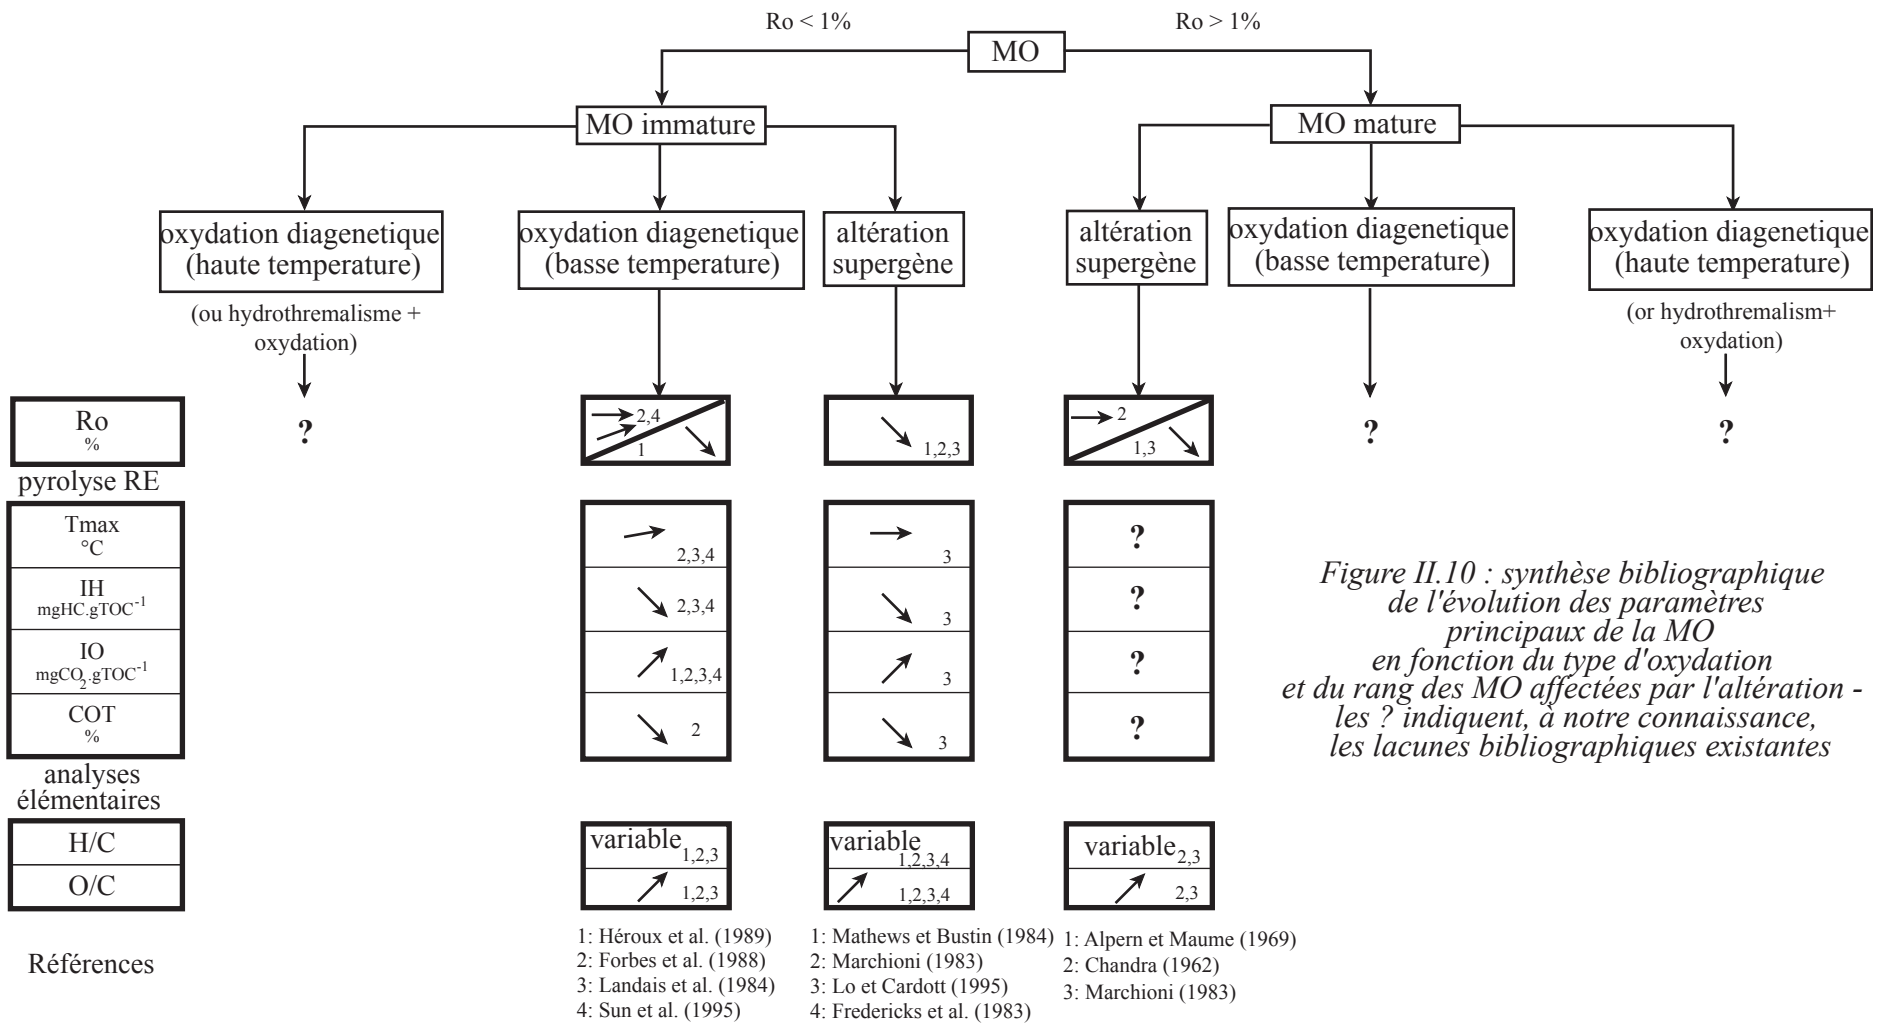 Ro < 1%
Ro > 1%
MO
MO immature
MO mature
oxydation diagenetique
(haute temperature)
(ou hydrothremalisme +
oxydation)
oxydation diagenetique
(basse temperature)
altération
supergène
altération
supergène
oxydation diagenetique
(basse temperature)
oxydation diagenetique
(haute temperature)
(or hydrothremalism+
oxydation)
Ro
%
?
2,4
1
1,2,3
2
1,3
?
?
pyrolyse RE
Tmax
°C
2,3,4
3
?
IH
mgHC.gTOC-1
2,3,4
3
?
IO
mgCO2.gTOC-1
1,2,3,4
3
?
COT
%
2
3
?
Figure II.10 : synthèse bibliographique
de l'évolution des paramètres
principaux de la MO
en fonction du type d'oxydation
et du rang des MO affectées par l'altération -
les ? indiquent, à notre connaissance,
les lacunes bibliographiques existantes
analyses
élémentaires
H/C
variable 1,2,3
variable 1,2,3,4
variable 2,3
O/C
1,2,3
1,2,3,4
2,3
Références
1: Héroux et al. (1989)
2: Forbes et al. (1988)
3: Landais et al. (1984)
4: Sun et al. (1995)
1: Mathews et Bustin (1984)
2: Marchioni (1983)
3: Lo et Cardott (1995)
4: Fredericks et al. (1983)
1: Alpern et Maume (1969)
2: Chandra (1962)
3: Marchioni (1983)